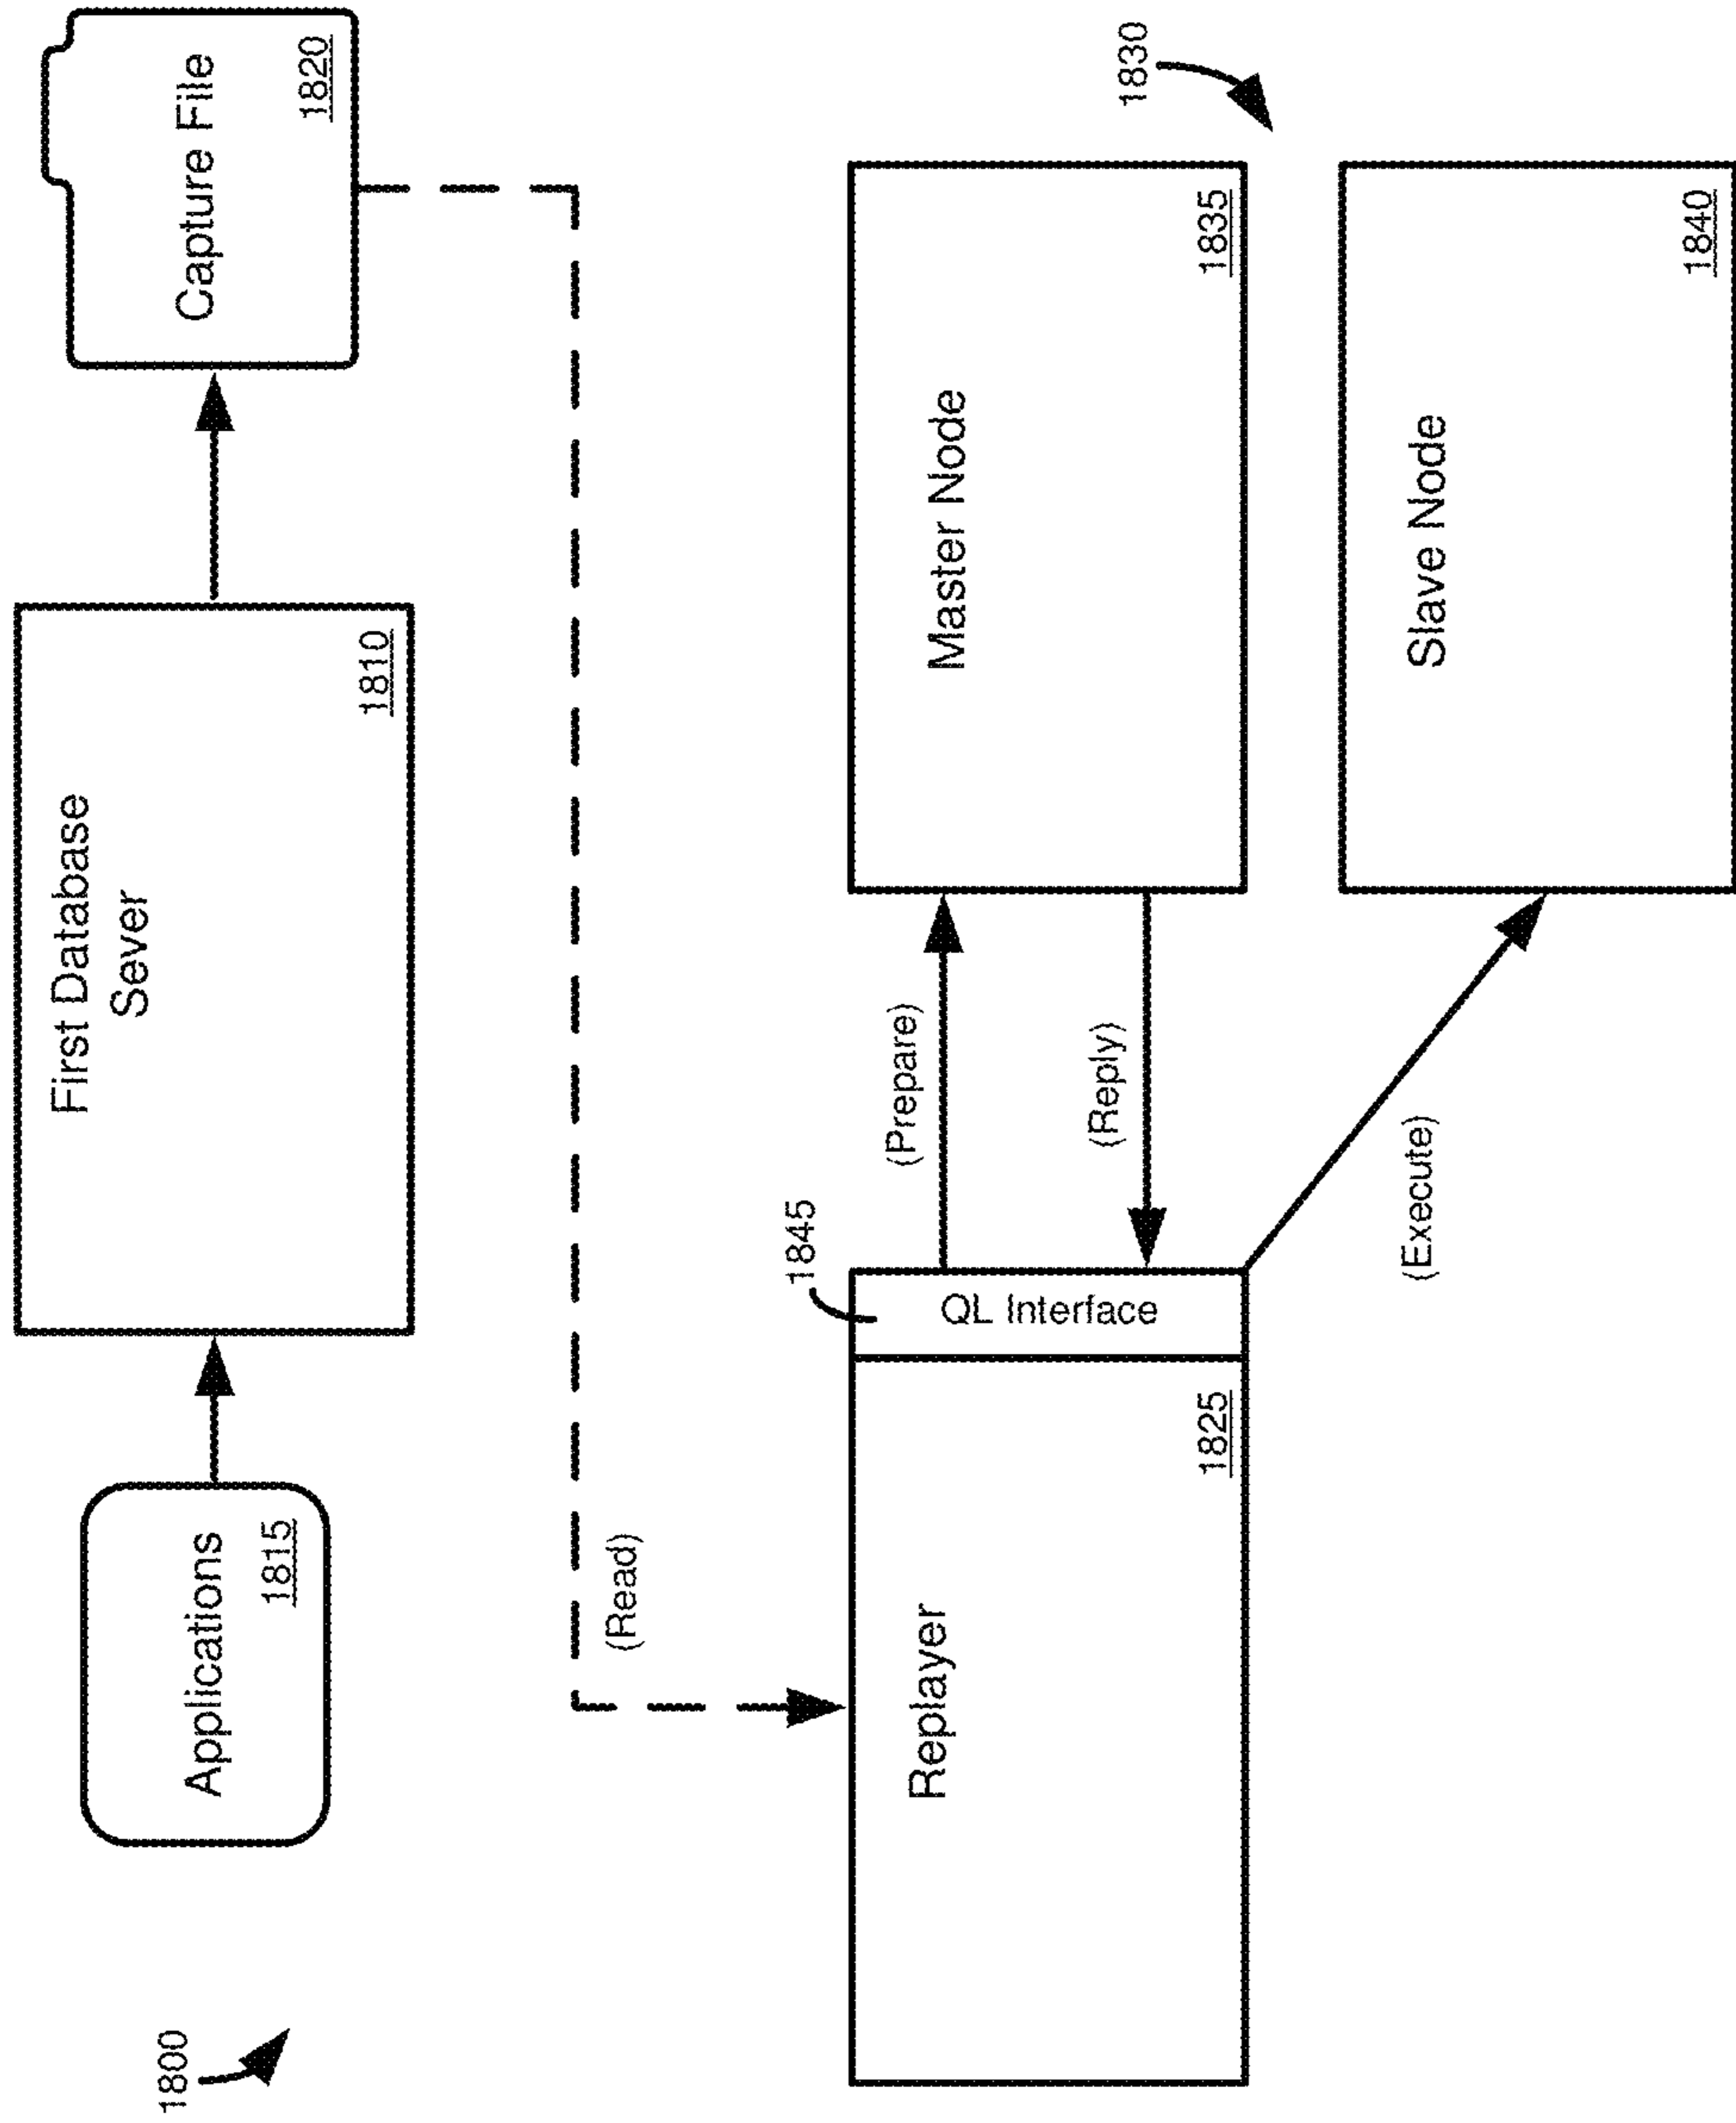 1800
Applications
1815
First Database
Sever
1810
Capture File
1820
(Read)
Replayer
1825
QL Interface
1845
(Prepare)
(Reply)
(Execute)
Master Node
1835
1830
Slave Node
1840